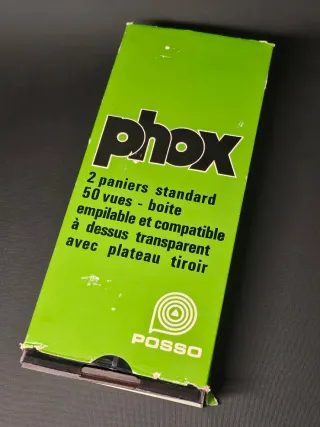 phox
2 paniers standard
50 vues - boite
empilable et compatible
à dessus transparent
avec plateau tiroir
POSSO